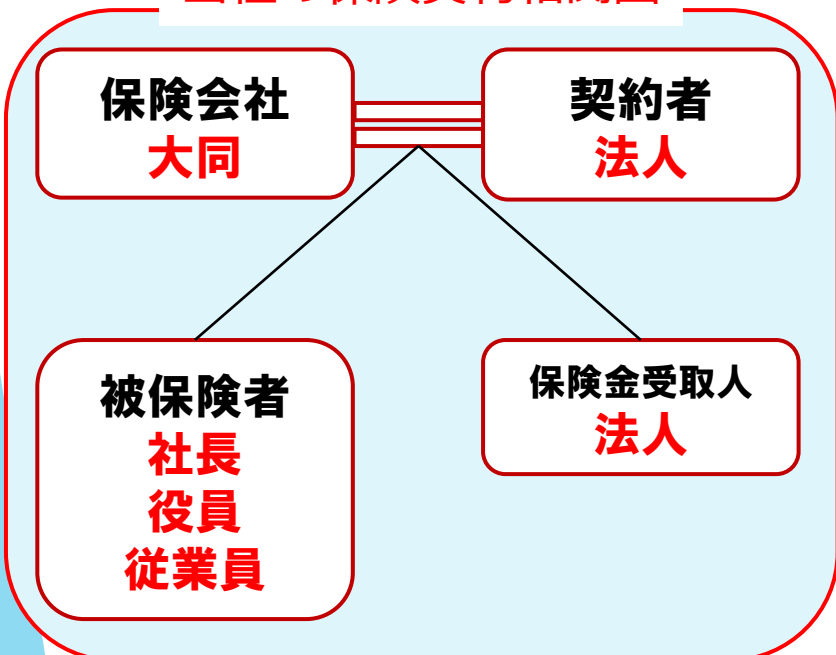 保険会社
大同
契約者
法人
被保険者
社長
役員
従業員
保険金受取人
法人